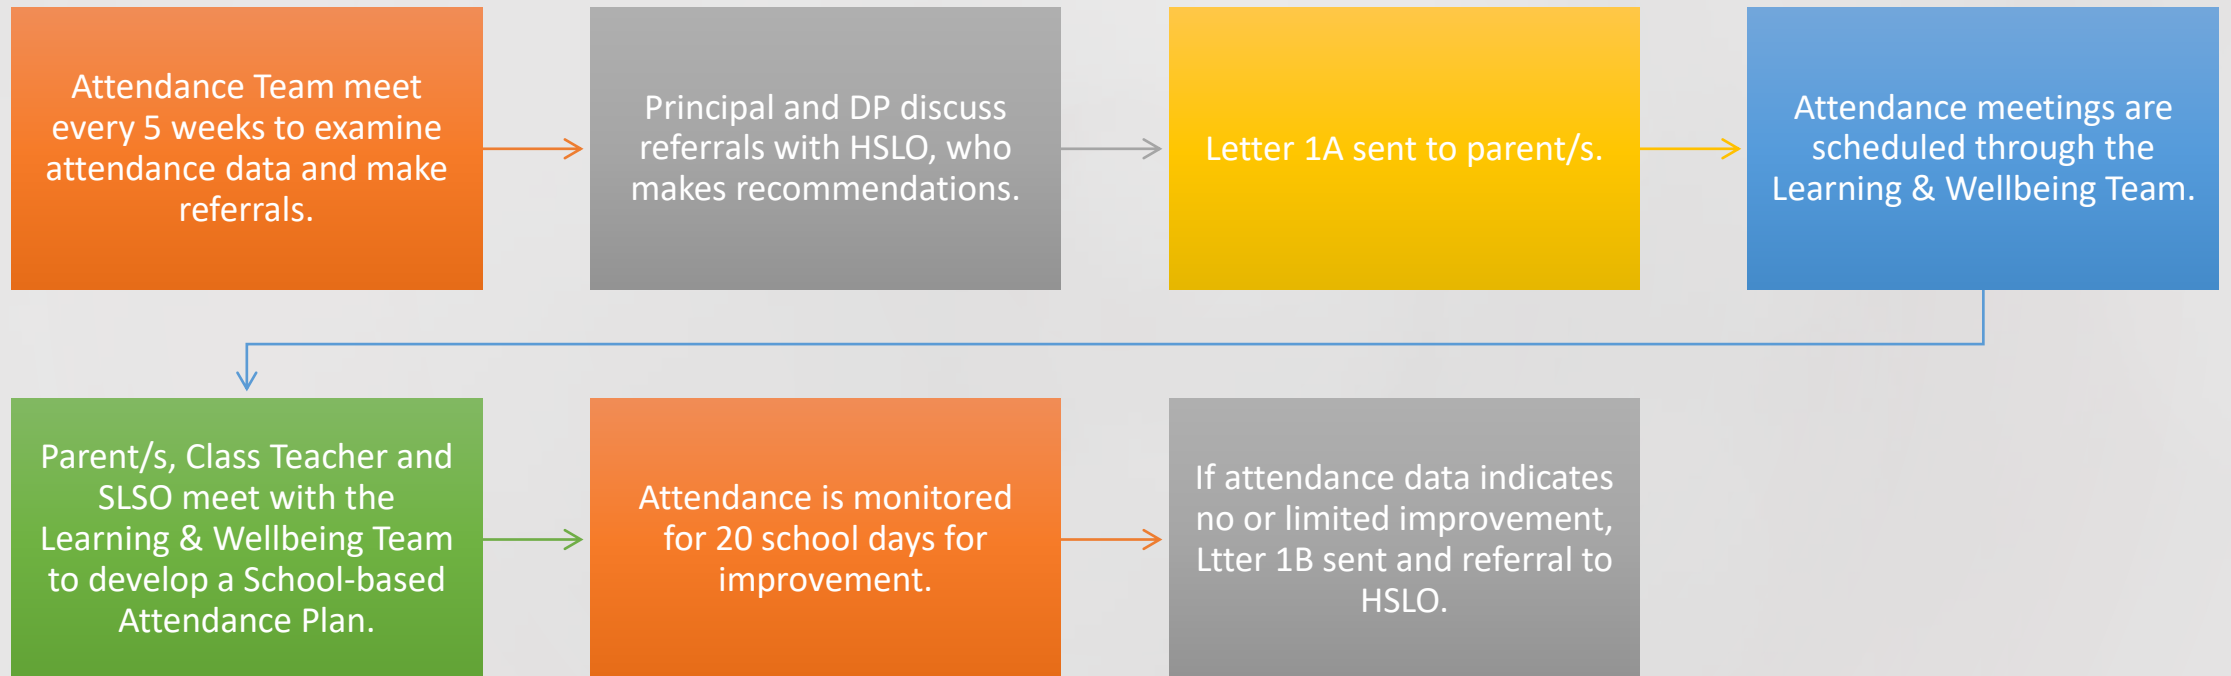 Attendance Team meet
every 5 weeks to examine
attendance data and make
referrals.
Principal and DP discuss
referrals with HSLO, who
makes recommendations.
Letter 1A sent to parent/s.
Attendance meetings are
scheduled through the
Learning & Wellbeing Team.
Parent/s, Class Teacher and
SLSO meet with the
Learning & Wellbeing Team
to develop a School-based
Attendance Plan.
Attendance is monitored
for 20 school days for
improvement.
If attendance data indicates
no or limited improvement,
Ltter 1B sent and referral to
HSLO.